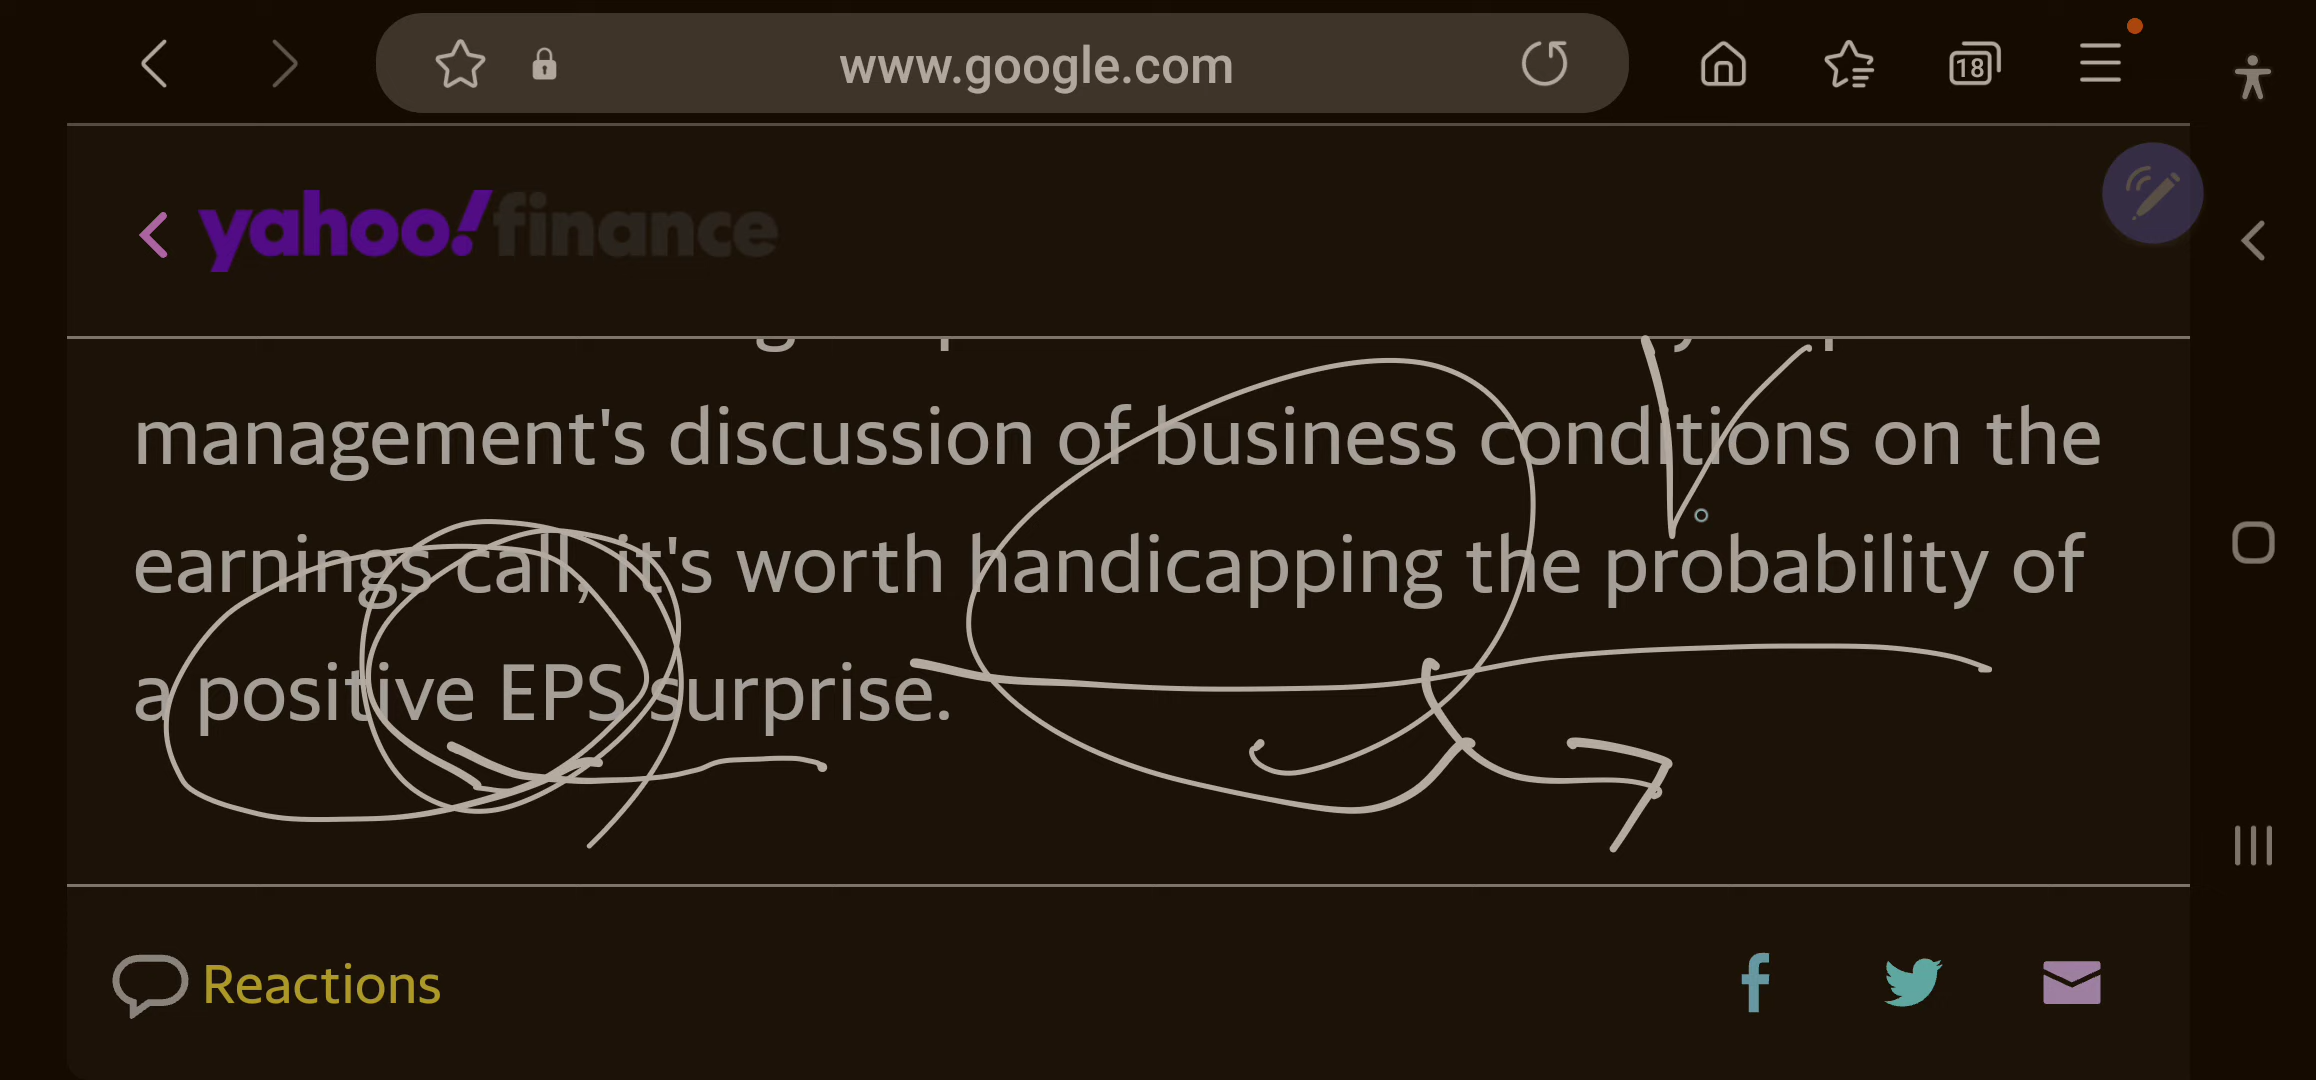 www.google.com
18
yahoo!finance
management's discussion of business conditions on the
earnings call, it's worth handicapping the probability of
a positive EPS surprise.
Reactions